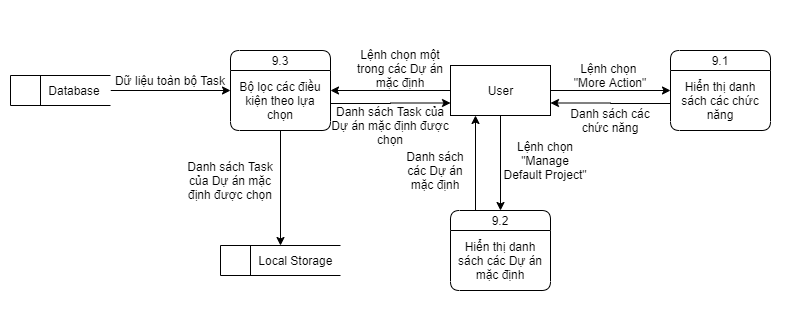 9.3
Bộ lọc các điều
kiện theo lựa
chọn
Lệnh chọn một
trong các Dự án
mặc định
User
Lệnh chọn
"More Action"
9.1
Hiển thị danh
sách các chức
năng
Database
Dữ liệu toàn bộ Task
Danh sách Task của
Dự án mặc định được
chọn
Danh sách các
chức năng
Danh sách Task
của Dự án mặc
định được chọn
Danh sách
các Dự án
mặc định
Lệnh chọn
"Manage
Default Project"
9.2
Hiển thị danh
sách các Dự án
mặc định
Local Storage